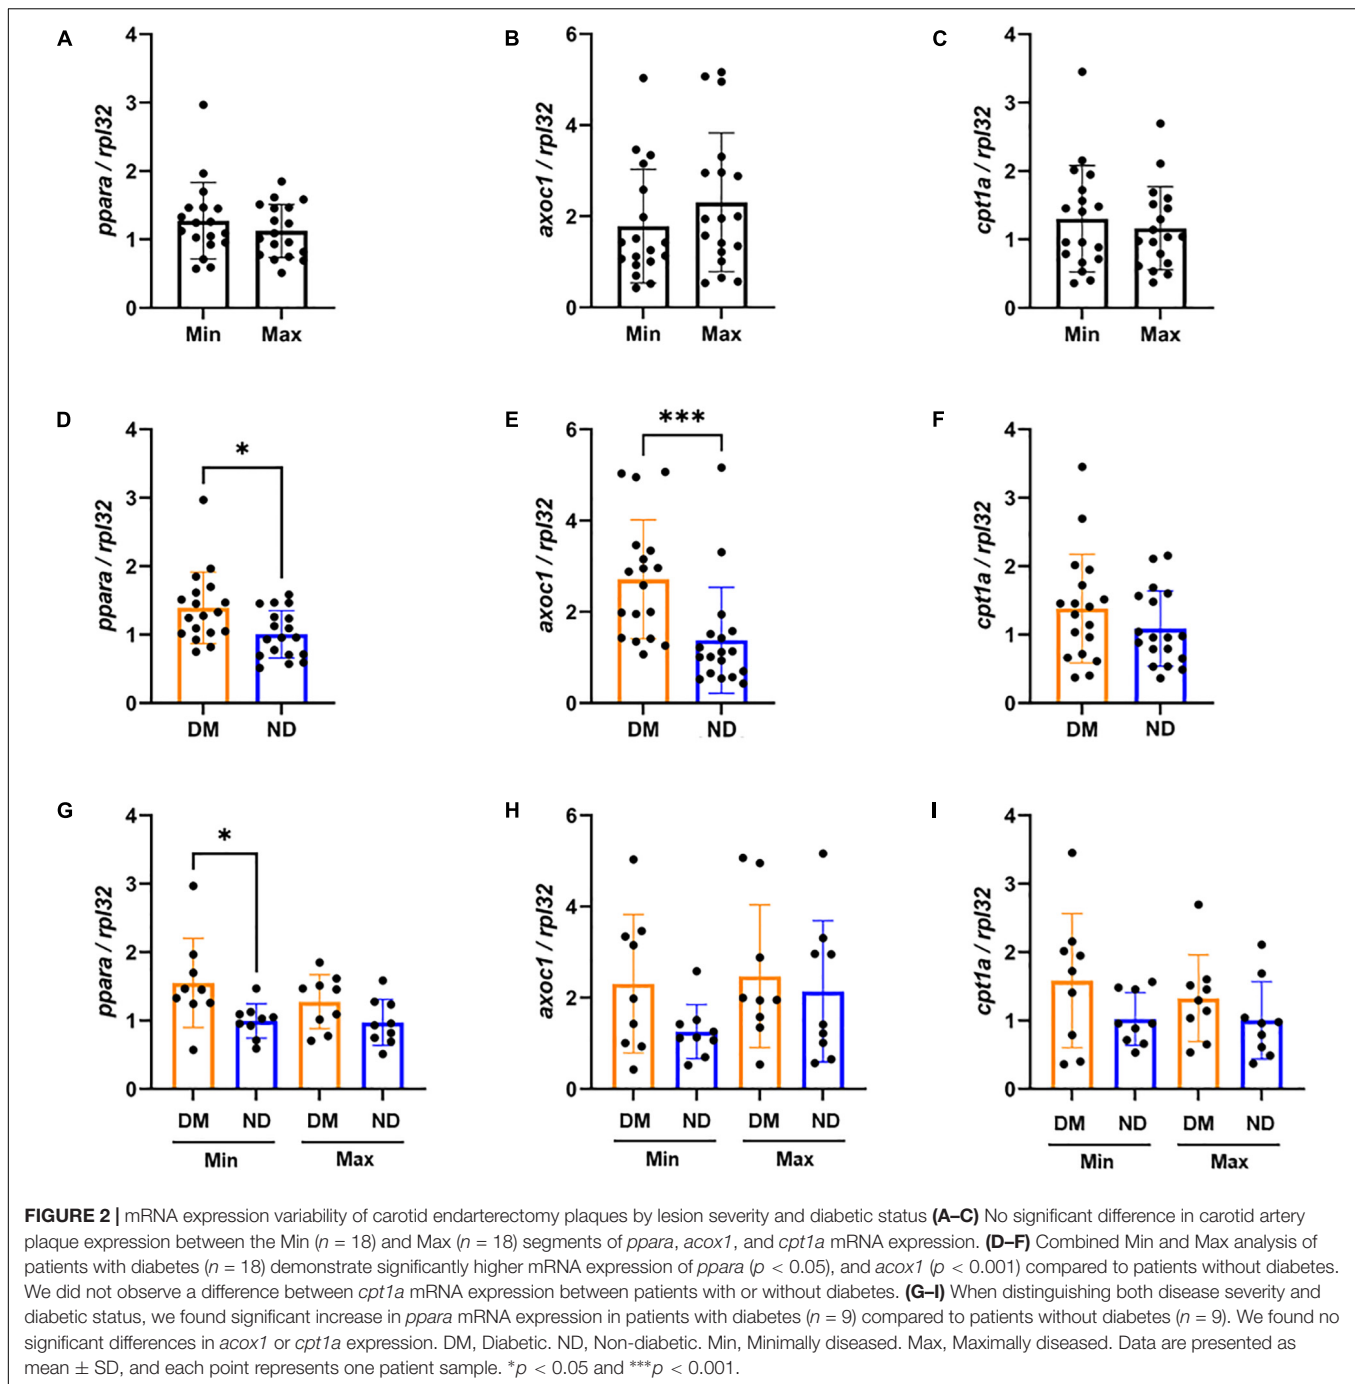 A
4
3
2
1
0
ppara / rpl32
Min
Max
B
6
4
2
0
axoc1 / rpl32
Min
Max
C
4
3
2
1
0
cpt1a / rpl32
Min
Max
D
4
3
2
1
0
ppara / rpl32
*
DM
ND
E
6
4
2
0
axoc1 / rpl32
***
DM
ND
F
4
3
2
1
0
cpt1a / rpl32
DM
ND
G
4
3
2
1
0
ppara / rpl32
*
DM
ND
DM
ND
Min
Max
H
6
4
2
0
axoc1 / rpl32
DM
ND
DM
ND
Min
Max
I
4
3
2
1
0
cpt1a / rpl32
DM
ND
DM
ND
Min
Max
FIGURE 2 | mRNA expression variability of carotid endarterectomy plaques by lesion severity and diabetic status (A–C) No significant difference in carotid artery
plaque expression between the Min (n = 18) and Max (n = 18) segments of ppara, acox1, and cpt1a mRNA expression. (D–F) Combined Min and Max analysis of
patients with diabetes (n = 18) demonstrate significantly higher mRNA expression of ppara (p < 0.05), and acox1 (p < 0.001) compared to patients without diabetes.
We did not observe a difference between cpt1a mRNA expression between patients with or without diabetes. (G–I) When distinguishing both disease severity and
diabetic status, we found significant increase in ppara mRNA expression in patients with diabetes (n = 9) compared to patients without diabetes (n = 9). We found no
significant differences in acox1 or cpt1a expression. DM, Diabetic. ND, Non-diabetic. Min, Minimally diseased. Max, Maximally diseased. Data are presented as
mean ± SD, and each point represents one patient sample. *p < 0.05 and ***p < 0.001.